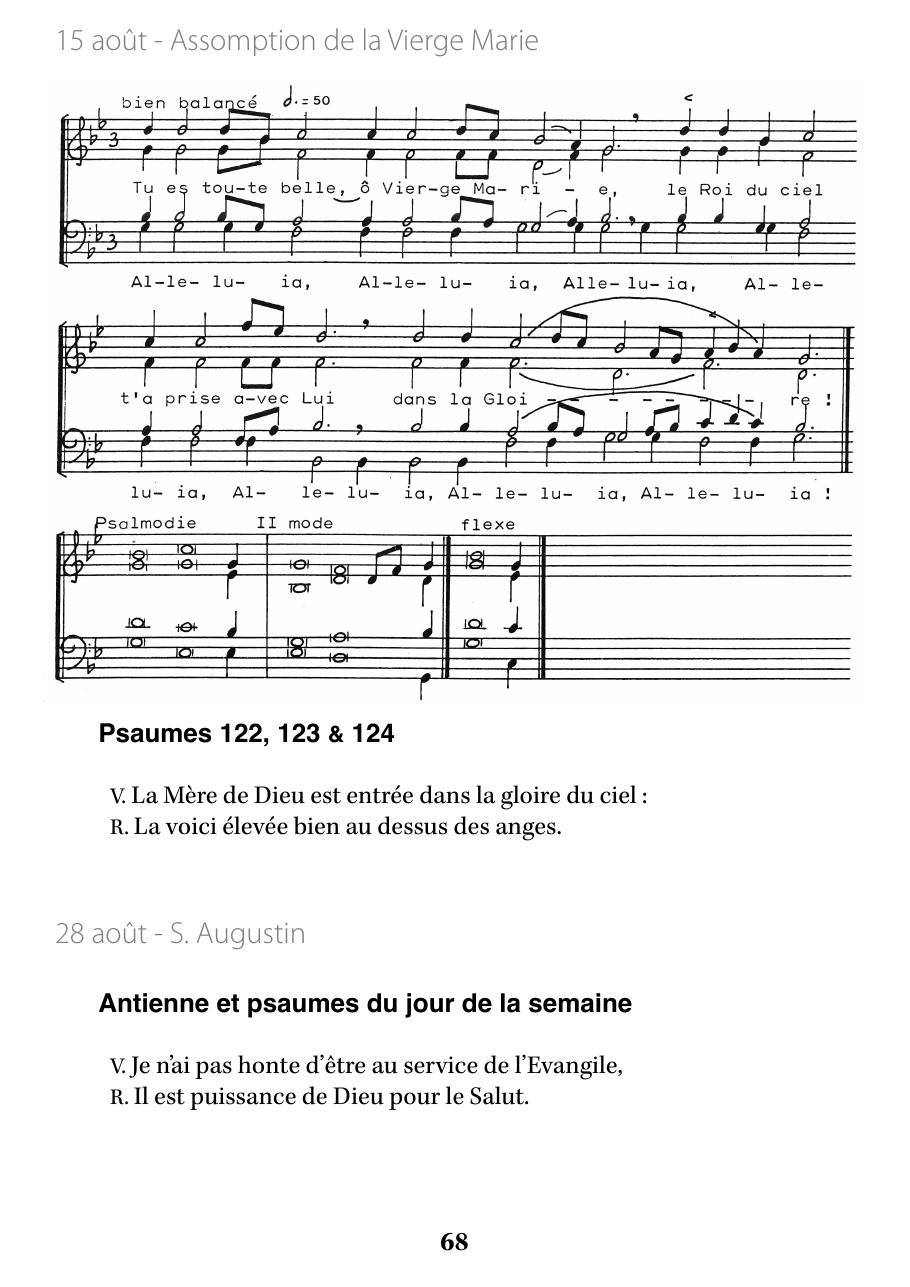 15 août - Assomption de la Vierge Marie
bien balancé 𝅗𝅥. = 50
3
Tu es tou-te belle, ô Vier-ge Ma- ri - e, le Roi du ciel
3
Al-le- lu- ia, Al-le- lu- ia, Alle- lu- ia, Al- le-
t'a prise a-vec Lui dans la Gloi - - - - - - - - re !
lu- ia, Al- le- lu- ia, Al- le- lu- ia, Al- le- lu- ia !
Psalmodie II mode flexe
Psaumes 122, 123 & 124
V. La Mère de Dieu est entrée dans la gloire du ciel :
R. La voici élevée bien au dessus des anges.
28 août - S. Augustin
Antienne et psaumes du jour de la semaine
V. Je n’ai pas honte d’être au service de l’Evangile,
R. Il est puissance de Dieu pour le Salut.
68